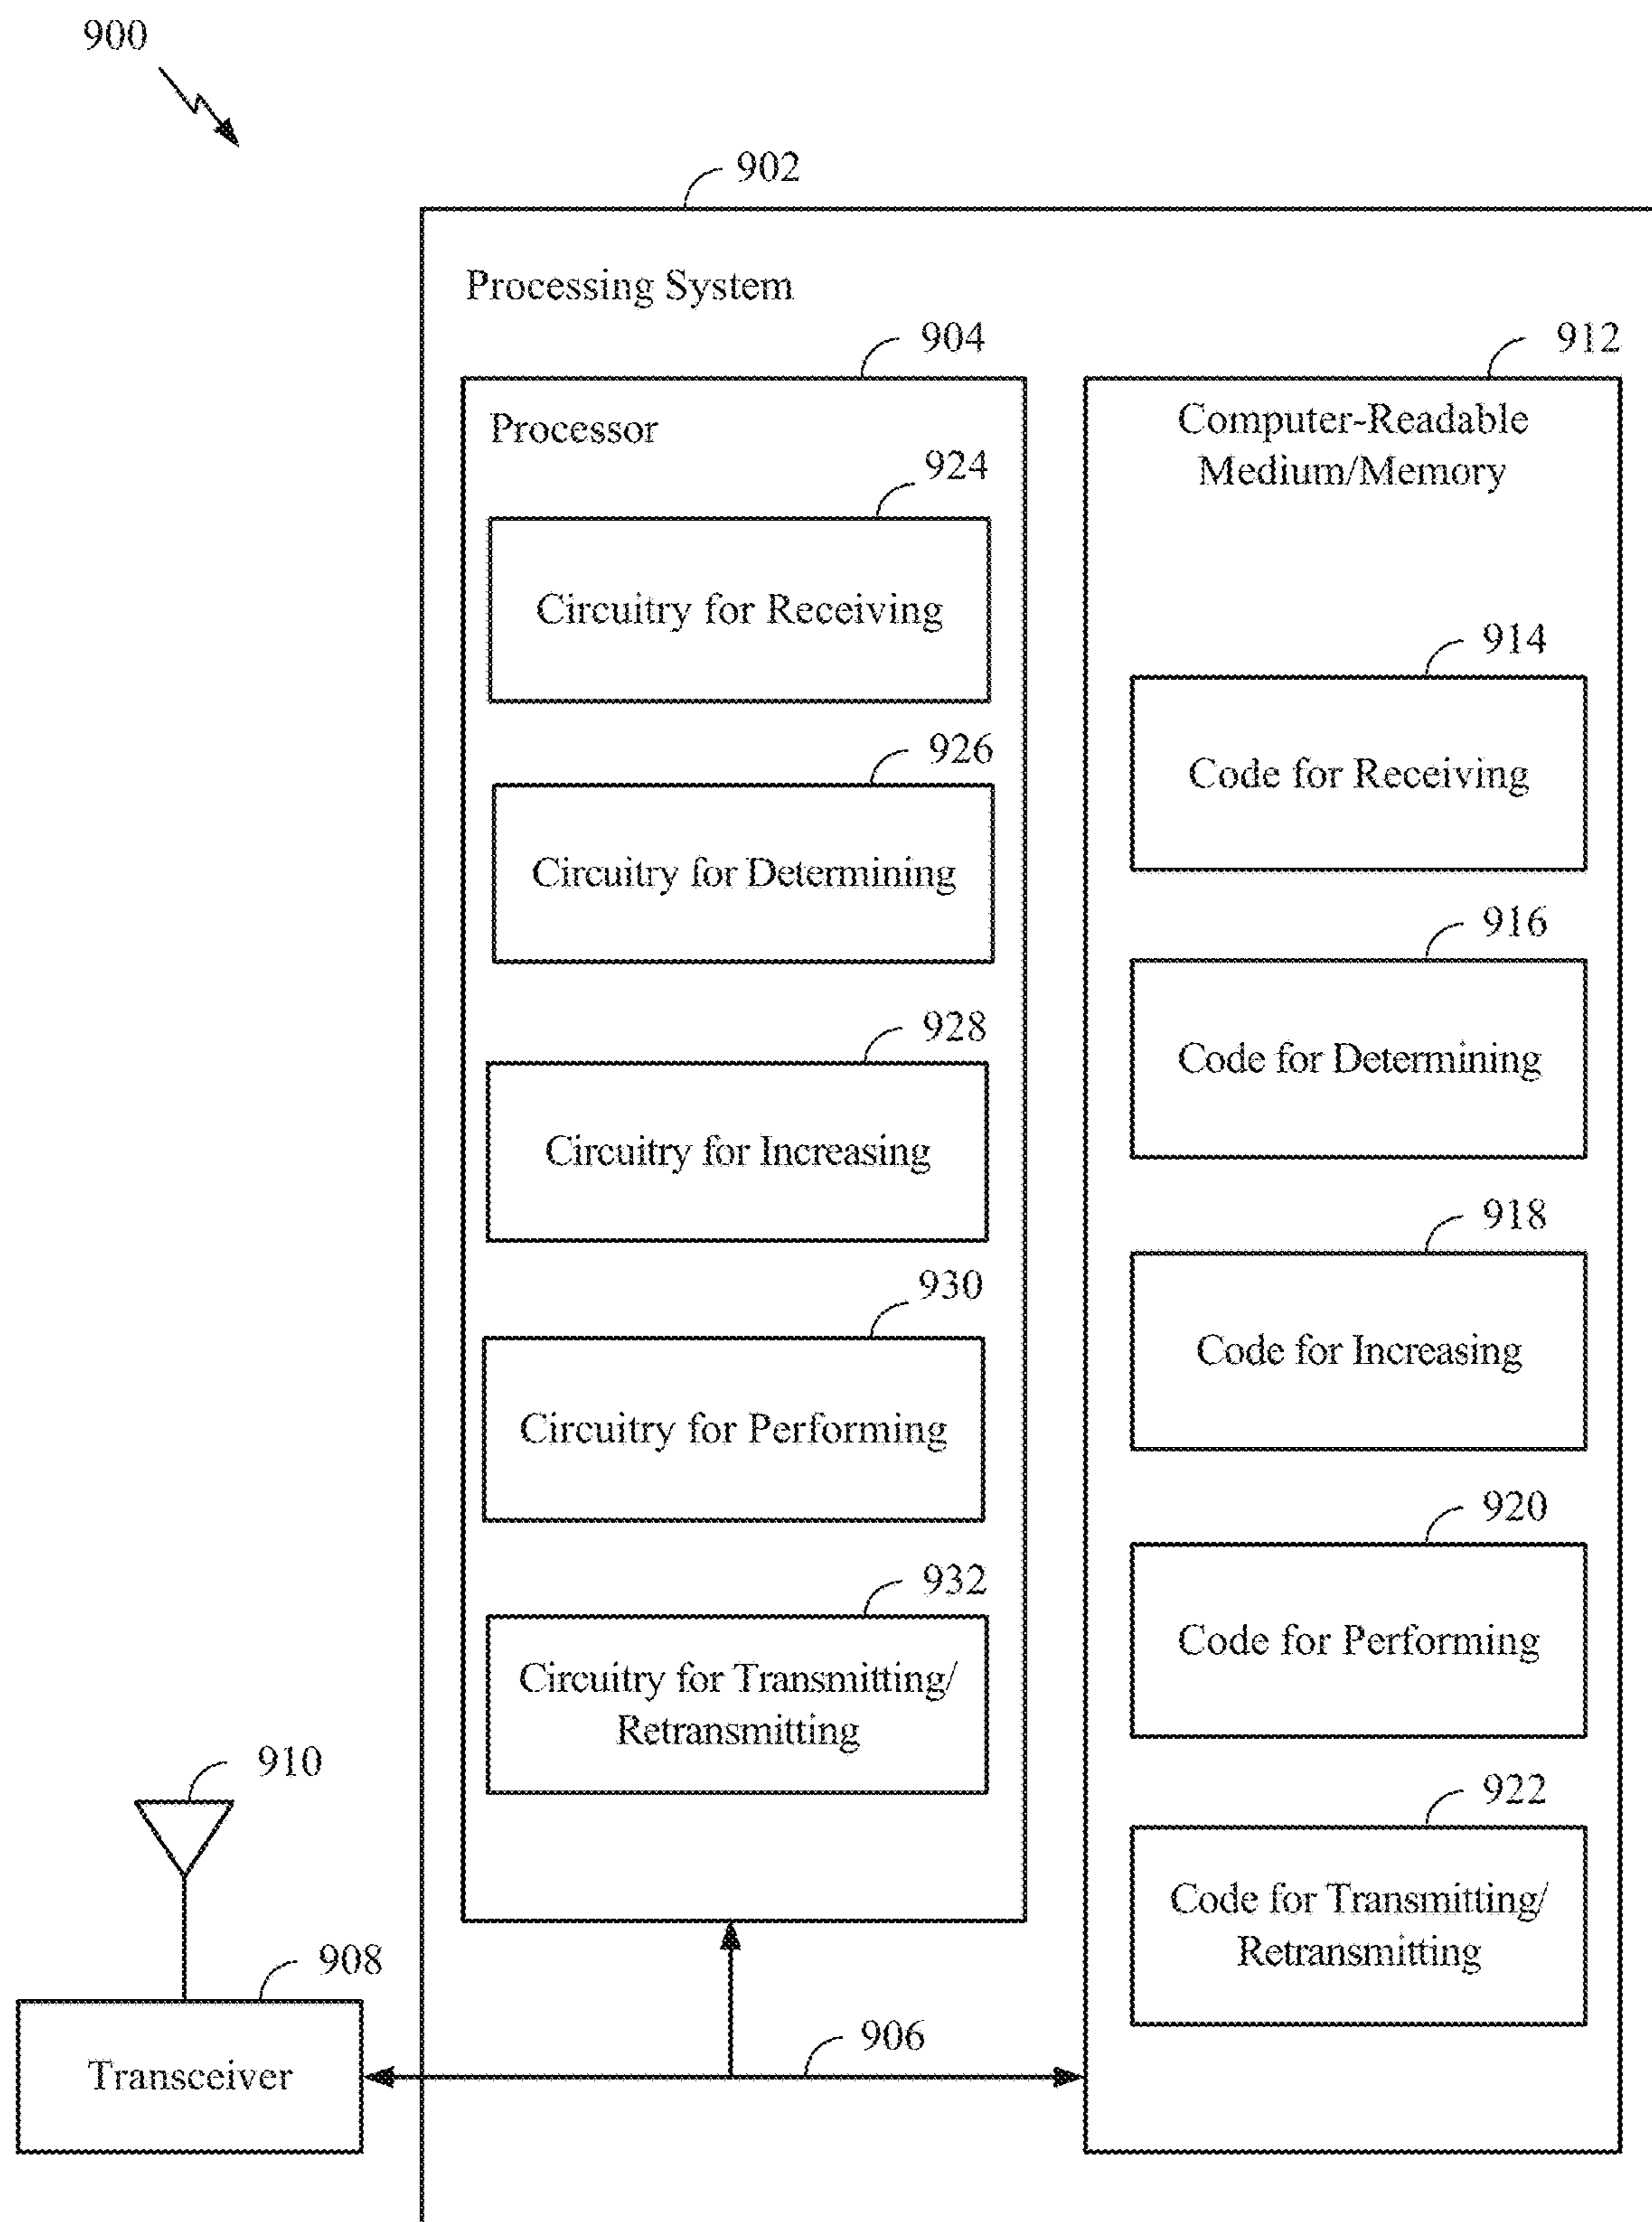 900
902
Processing System
904
912
Processor
Computer-Readable
Medium/Memory
924
Circuitry for Receiving
914
Code for Receiving
926
Circuitry for Determining
916
Code for Determining
928
Circuitry for Increasing
918
Code for Increasing
930
Circuitry for Performing
920
Code for Performing
932
Circuitry for Transmitting/
Retransmitting
922
Code for Transmitting/
Retransmitting
910
908
Transceiver
906